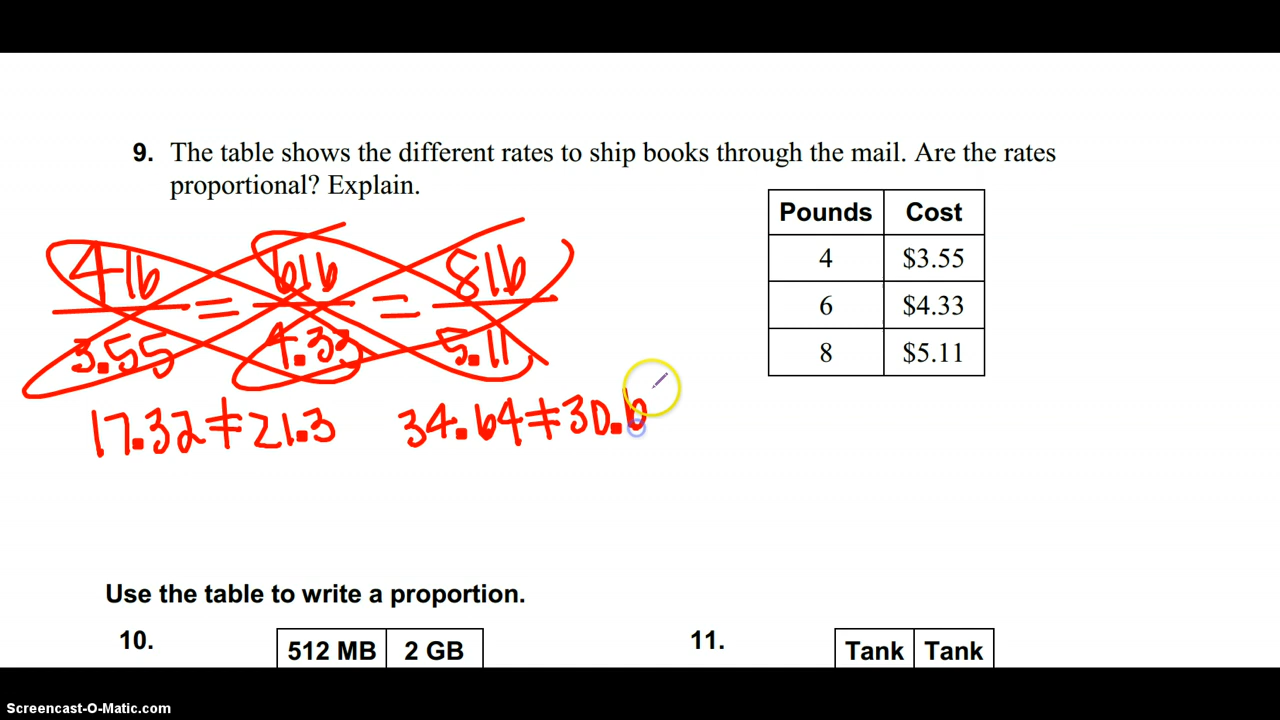 9. The table shows the different rates to ship books through the mail. Are the rates
proportional? Explain.
Pounds Cost
4 $3.55
6 $4.33
8 $5.11
4 lb = 6 lb = 8 lb
3.55 4.33 5.11
17.32 ≠ 21.3 34.64 ≠ 30.6
Use the table to write a proportion.
10. 512 MB 2 GB
11. Tank Tank
Screencast-O-Matic.com